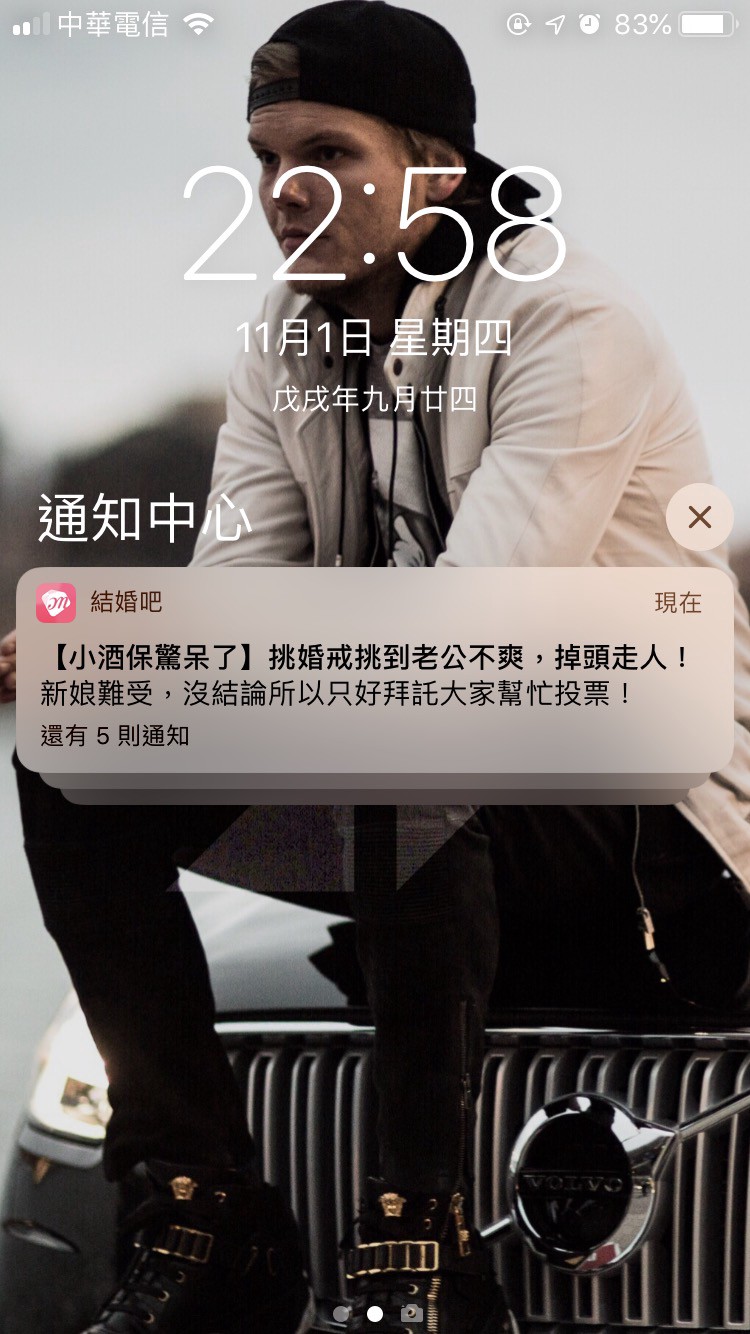 中華電信
83%
22:58
11月1日 星期四
戊戌年九月廿四
通知中心
結婚吧
現在
【小酒保驚呆了】挑婚戒挑到老公不爽，掉頭走人！
新娘難受，沒結論所以只好拜託大家幫忙投票！
還有 5 則通知
VOLVO